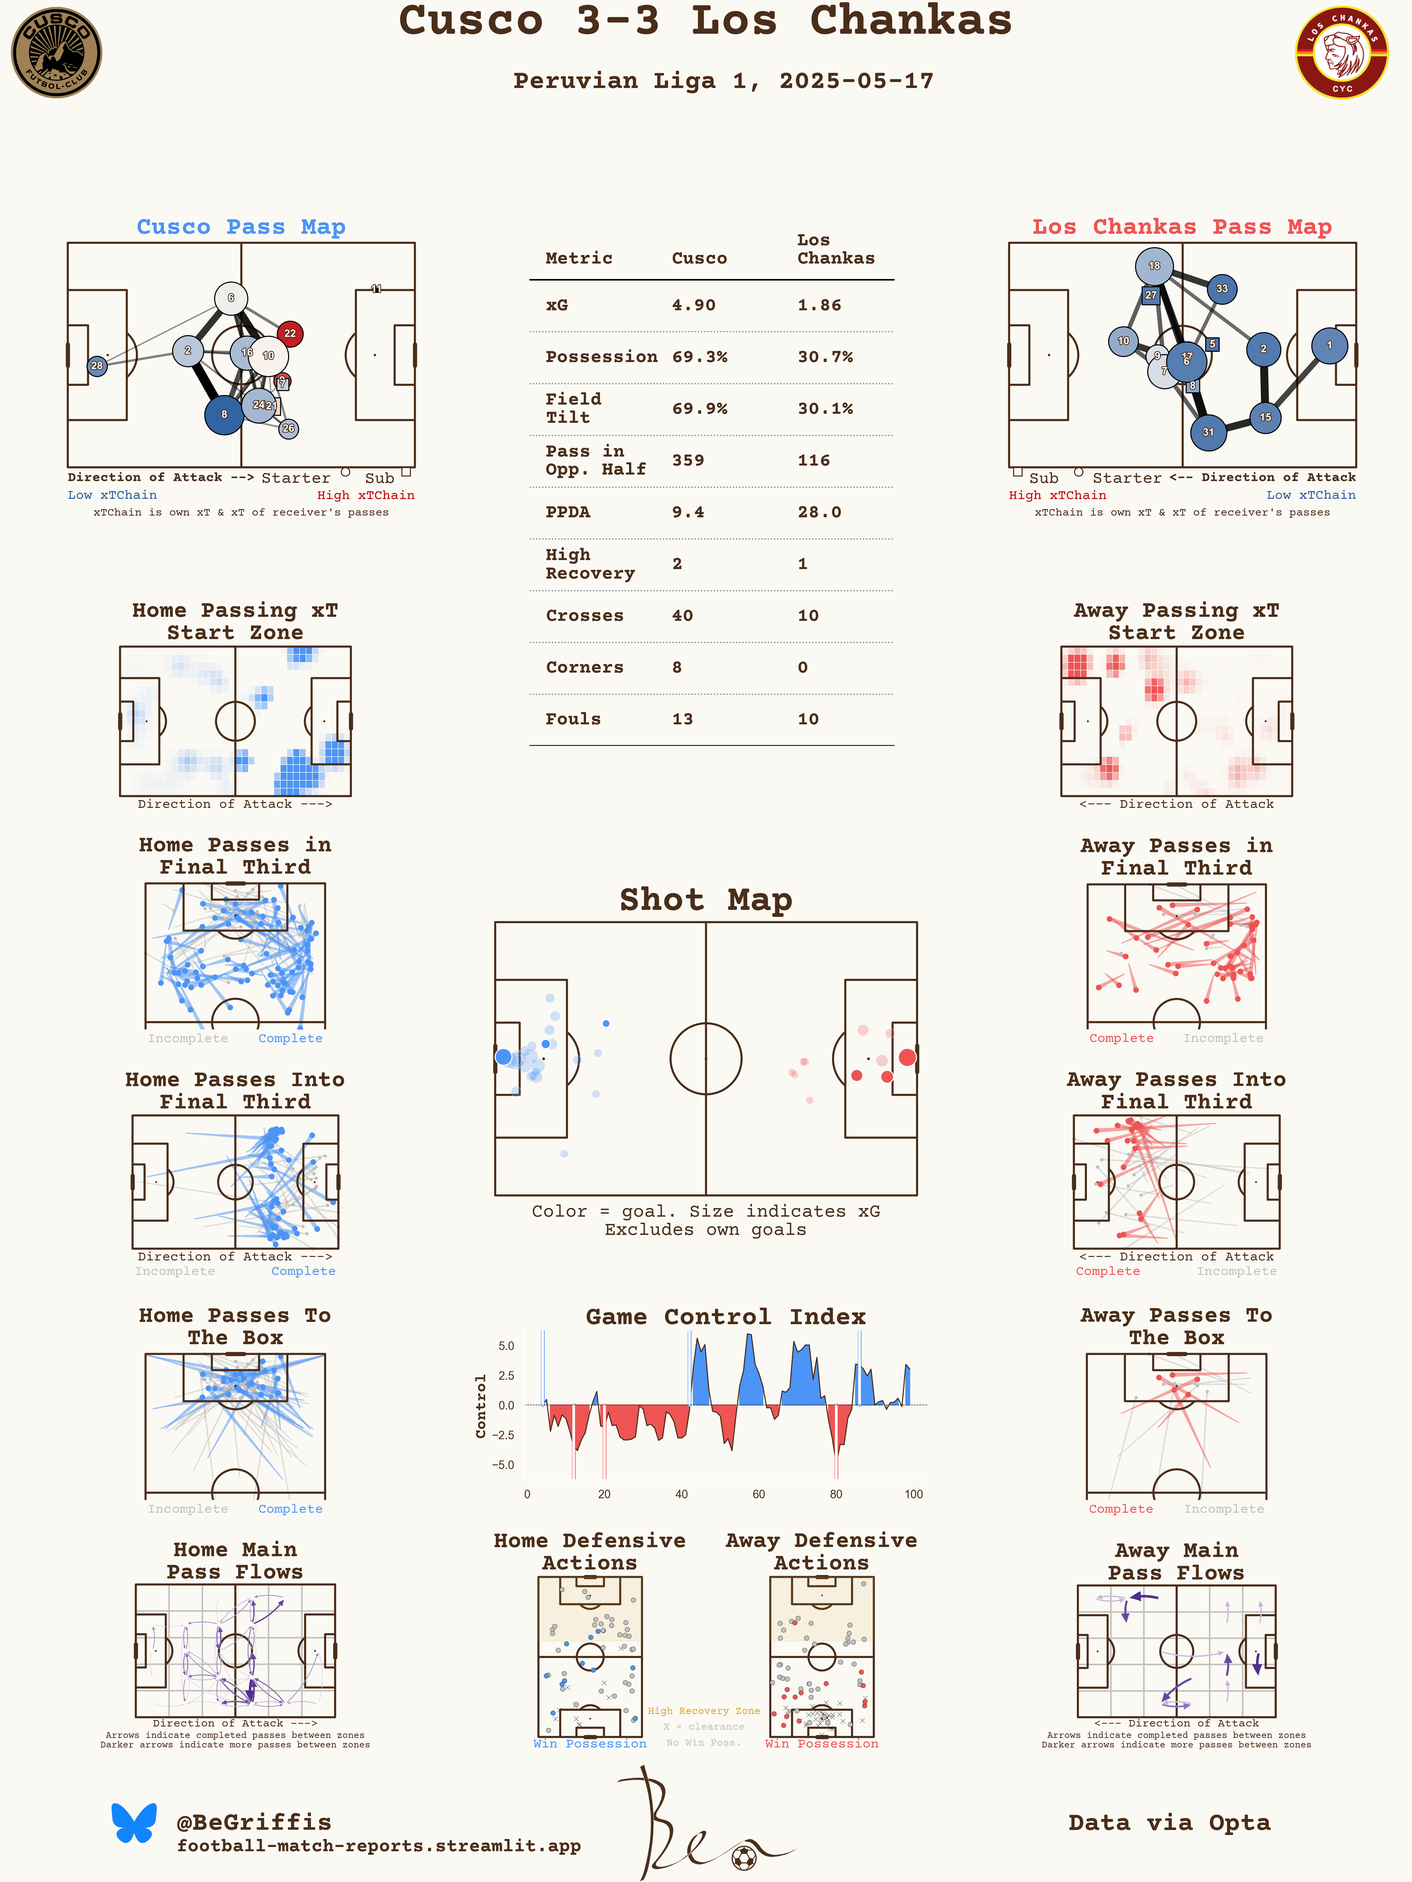 Cusco 3-3 Los Chankas
Peruvian Liga 1, 2025-05-17
CUSCO
FUTBOL-CLUB
LOS CHANKAS
CYC
Cusco Pass Map
28
2
6
8
16
10
22
24
26
7
11
Direction of Attack --> Starter Sub
Low xTChain High xTChain
xTChain is own xT & xT of receiver's passes
Metric Cusco Los Chankas
xG 4.90 1.86
Possession 69.3% 30.7%
Field Tilt 69.9% 30.1%
Pass in Opp. Half 359 116
PPDA 9.4 28.0
High Recovery 2 1
Crosses 40 10
Corners 8 0
Fouls 13 10
Los Chankas Pass Map
18
27
33
10
9
17
6
7
5
8
2
1
15
31
Sub Starter <-- Direction of Attack
High xTChain Low xTChain
xTChain is own xT & xT of receiver's passes
Home Passing xT
Start Zone
Direction of Attack --->
Away Passing xT
Start Zone
<--- Direction of Attack
Home Passes in
Final Third
Incomplete Complete
Away Passes in
Final Third
Complete Incomplete
Shot Map
Color = goal. Size indicates xG
Excludes own goals
Home Passes Into
Final Third
Direction of Attack --->
Incomplete Complete
Away Passes Into
Final Third
<--- Direction of Attack
Complete Incomplete
Home Passes To
The Box
Incomplete Complete
Game Control Index
Control
5.0
2.5
0.0
−2.5
−5.0
0 20 40 60 80 100
Away Passes To
The Box
Complete Incomplete
Home Main
Pass Flows
Direction of Attack --->
Arrows indicate completed passes between zones
Darker arrows indicate more passes between zones
Home Defensive
Actions
Win Possession
Away Defensive
Actions
Win Possession
High Recovery Zone
X = clearance
No Win Poss.
Away Main
Pass Flows
<--- Direction of Attack
Arrows indicate completed passes between zones
Darker arrows indicate more passes between zones
@BeGriffis
football-match-reports.streamlit.app
Ben
Data via Opta